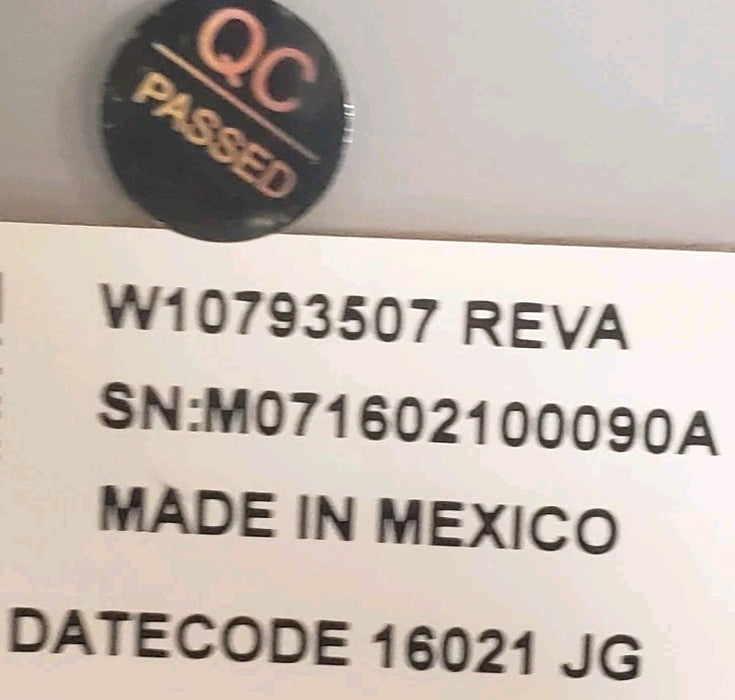 QC
PASSED
W10793507 REVA
SN:M071602100090A
MADE IN MEXICO
DATECODE 16021 JG